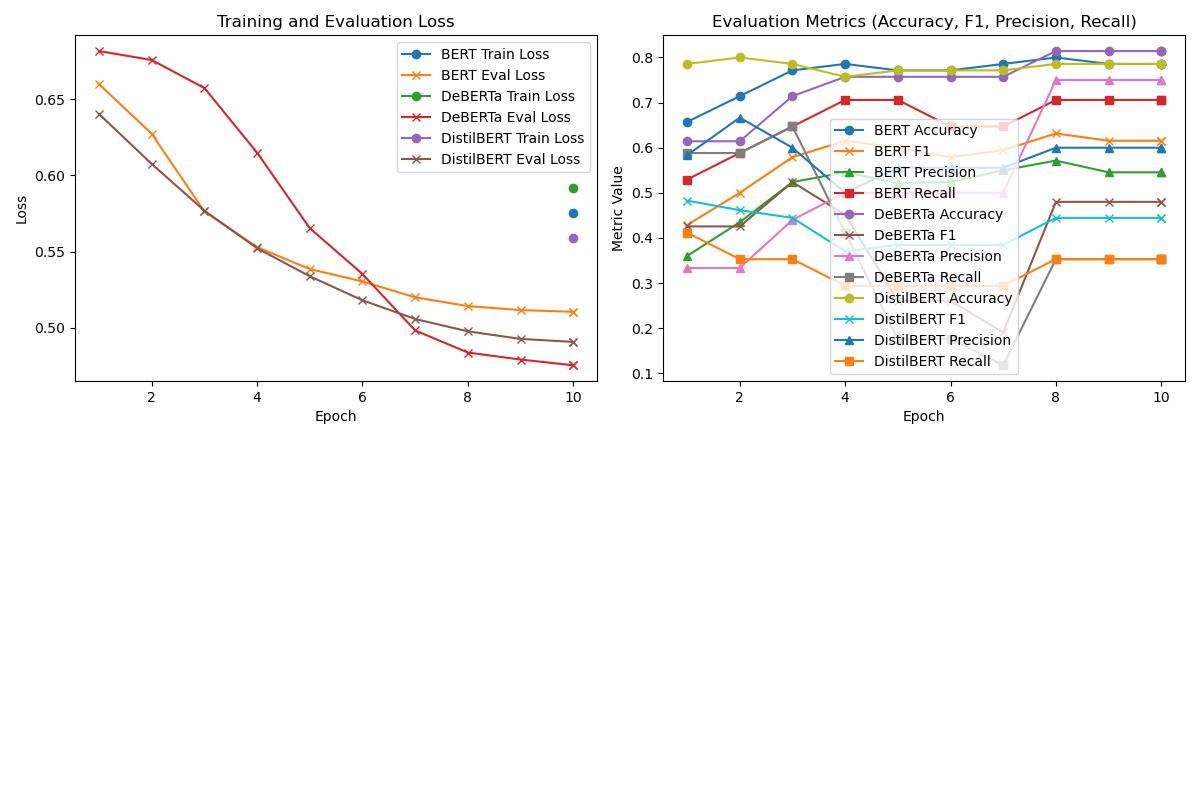 Training and Evaluation Loss
BERT Train Loss
BERT Eval Loss
DeBERTa Train Loss
DeBERTa Eval Loss
DistilBERT Train Loss
DistilBERT Eval Loss
0.65
0.60
0.55
0.50
Loss
2 4 6 8 10
Epoch
Evaluation Metrics (Accuracy, F1, Precision, Recall)
0.8
0.7
0.6
0.5
0.4
0.3
0.2
0.1
Metric Value
BERT Accuracy
BERT F1
BERT Precision
BERT Recall
DeBERTa Accuracy
DeBERTa F1
DeBERTa Precision
DeBERTa Recall
DistilBERT Accuracy
DistilBERT F1
DistilBERT Precision
DistilBERT Recall
2 4 6 8 10
Epoch